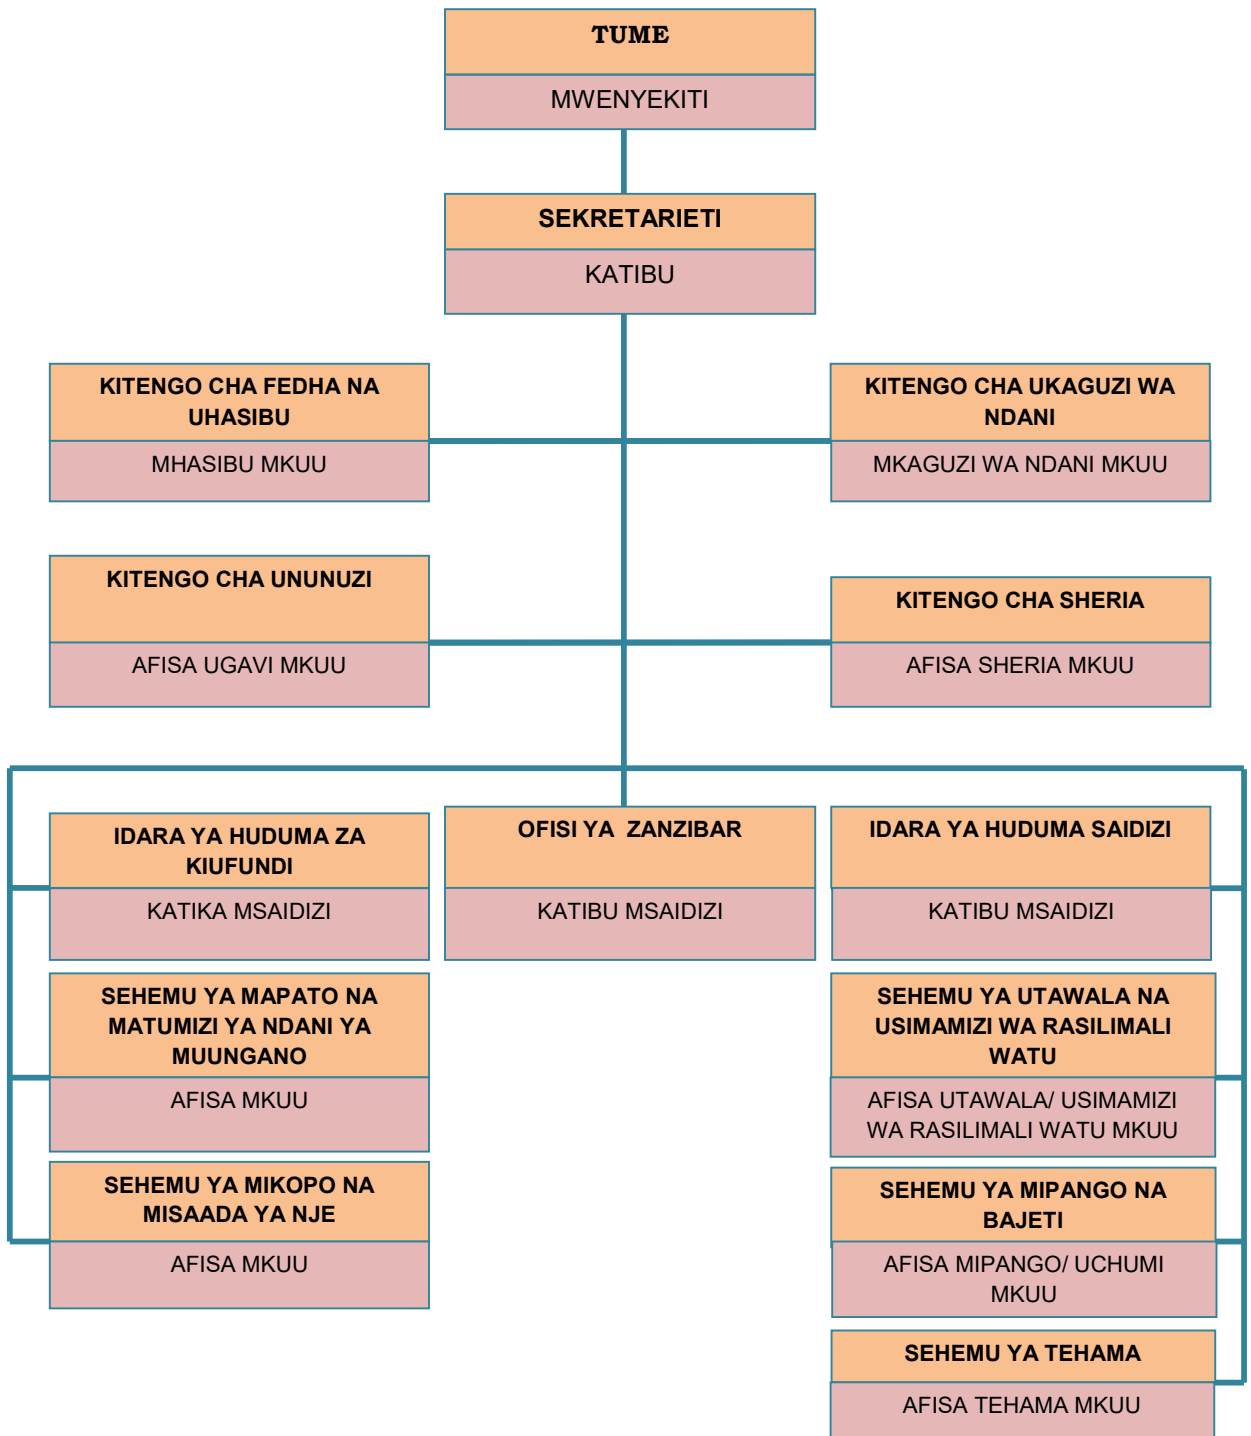 TUME
MWENYEKITI
SEKRETARIETI
KATIBU
KITENGO CHA FEDHA NA
UHASIBU
MHASIBU MKUU
KITENGO CHA UKAGUZI WA
NDANI
MKAGUZI WA NDANI MKUU
KITENGO CHA UNUNUZI
AFISA UGAVI MKUU
KITENGO CHA SHERIA
AFISA SHERIA MKUU
IDARA YA HUDUMA ZA
KIUFUNDI
KATIKA MSAIDIZI
OFISI YA ZANZIBAR
KATIBU MSAIDIZI
IDARA YA HUDUMA SAIDIZI
KATIBU MSAIDIZI
SEHEMU YA MAPATO NA
MATUMIZI YA NDANI YA
MUUNGANO
AFISA MKUU
SEHEMU YA UTAWALA NA
USIMAMIZI WA RASILIMALI
WATU
AFISA UTAWALA/ USIMAMIZI
WA RASILIMALI WATU MKUU
SEHEMU YA MIKOPO NA
MISAADA YA NJE
AFISA MKUU
SEHEMU YA MIPANGO NA
BAJETI
AFISA MIPANGO/ UCHUMI
MKUU
SEHEMU YA TEHAMA
AFISA TEHAMA MKUU